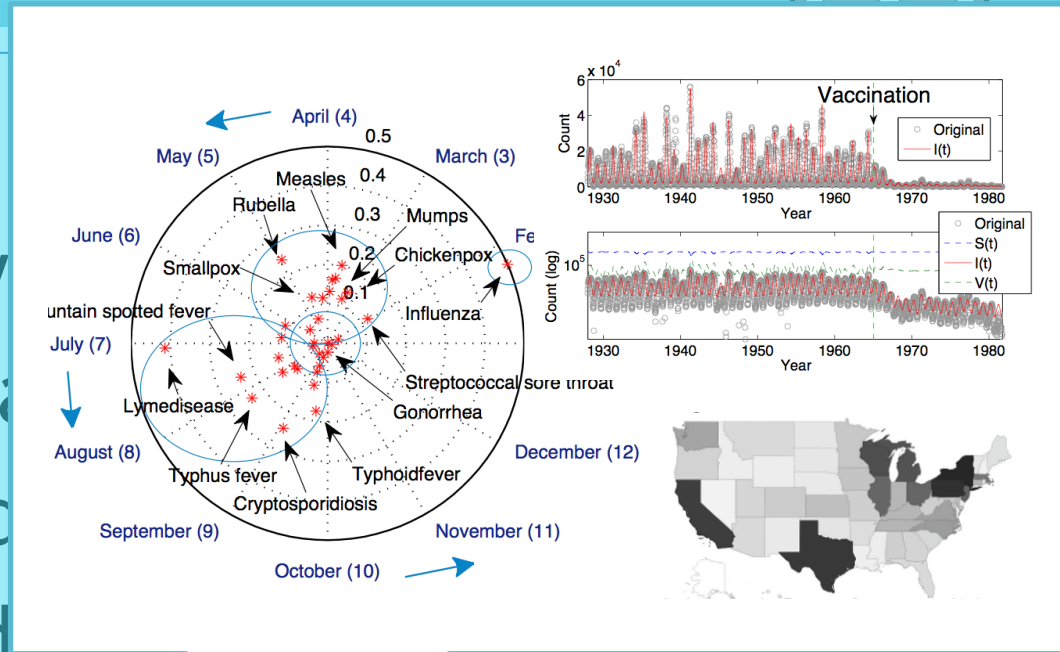 April (4)
0.5
May (5)
March (3)
Measles
0.4
Rubella
0.3
Mumps
June (6)
Fe
0.2
Chickenpox
Smallpox
0.1
untain spotted fever
Influenza
July (7)
Streptococcal sore throat
Lymedisease
Gonorrhea
August (8)
December (12)
Typhus fever
Typhoidfever
Cryptosporidiosis
September (9)
November (11)
October (10)
x 10^4
6
Vaccination
4
Count
Original
2
I(t)
0
1930 1940 1950 1960 1970 1980
Year
Original
S(t)
10^5
I(t)
Count (log)
V(t)
1930 1940 1950 1960 1970 1980
Year